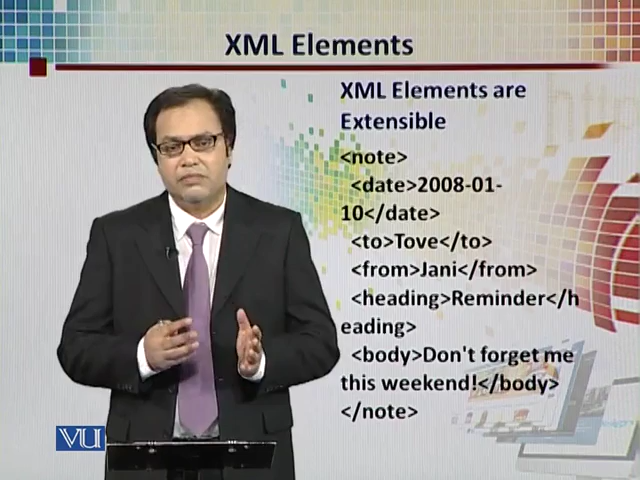 XML Elements
XML Elements are
Extensible
<note>
<date>2008-01-
10</date>
<to>Tove</to>
<from>Jani</from>
<heading>Reminder</h
eading>
<body>Don't forget me
this weekend!</body>
</note>
VU